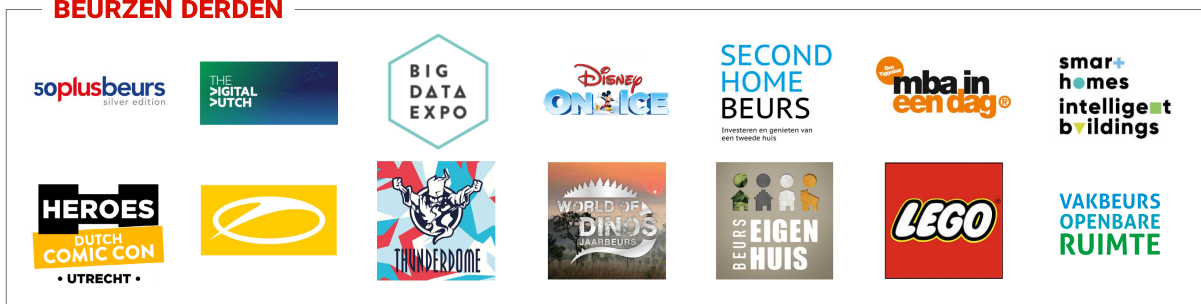 BEURZEN DERDEN
50plusbeurs
silver edition
THE
DIGITAL
DUTCH
BIG
DATA
EXPO
Disney
ON ICE
SECOND
HOME
BEURS
Investeren en genieten van
een tweede huis
Ben
Tiggelaar
mba in
een dag®
smart
homes
intelligent
buildings
HEROES
DUTCH
COMIC CON
• UTRECHT •
THUNDERDOME
WORLD OF
DINOS
JAARBEURS
BEURS
EIGEN
HUIS
LEGO®
VAKBEURS
OPENBARE
RUIMTE